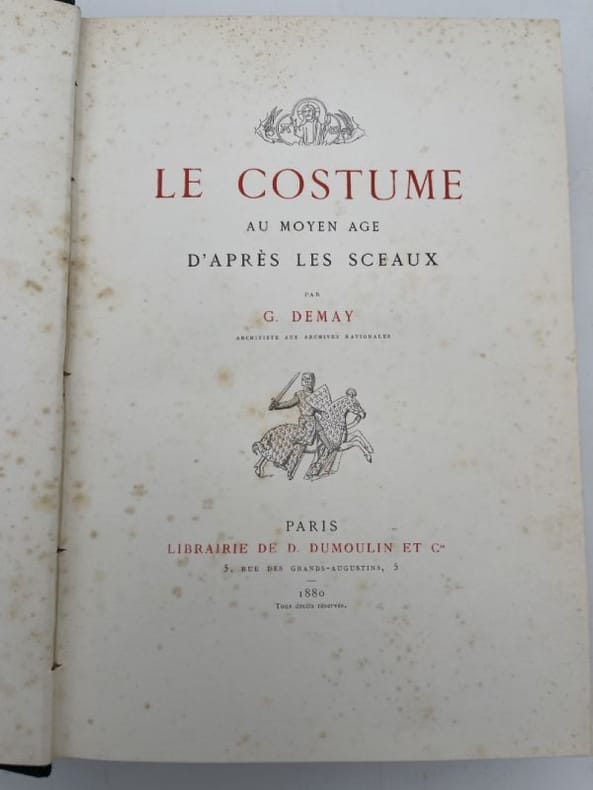 LE COSTUME
AU MOYEN AGE
D'APRÈS LES SCEAUX
PAR
G. DEMAY
ARCHIVISTE AUX ARCHIVES NATIONALES
PARIS
LIBRAIRIE DE D. DUMOULIN ET Cie
5, RUE DES GRANDS-AUGUSTINS, 5
1880
Tous droits réservés.